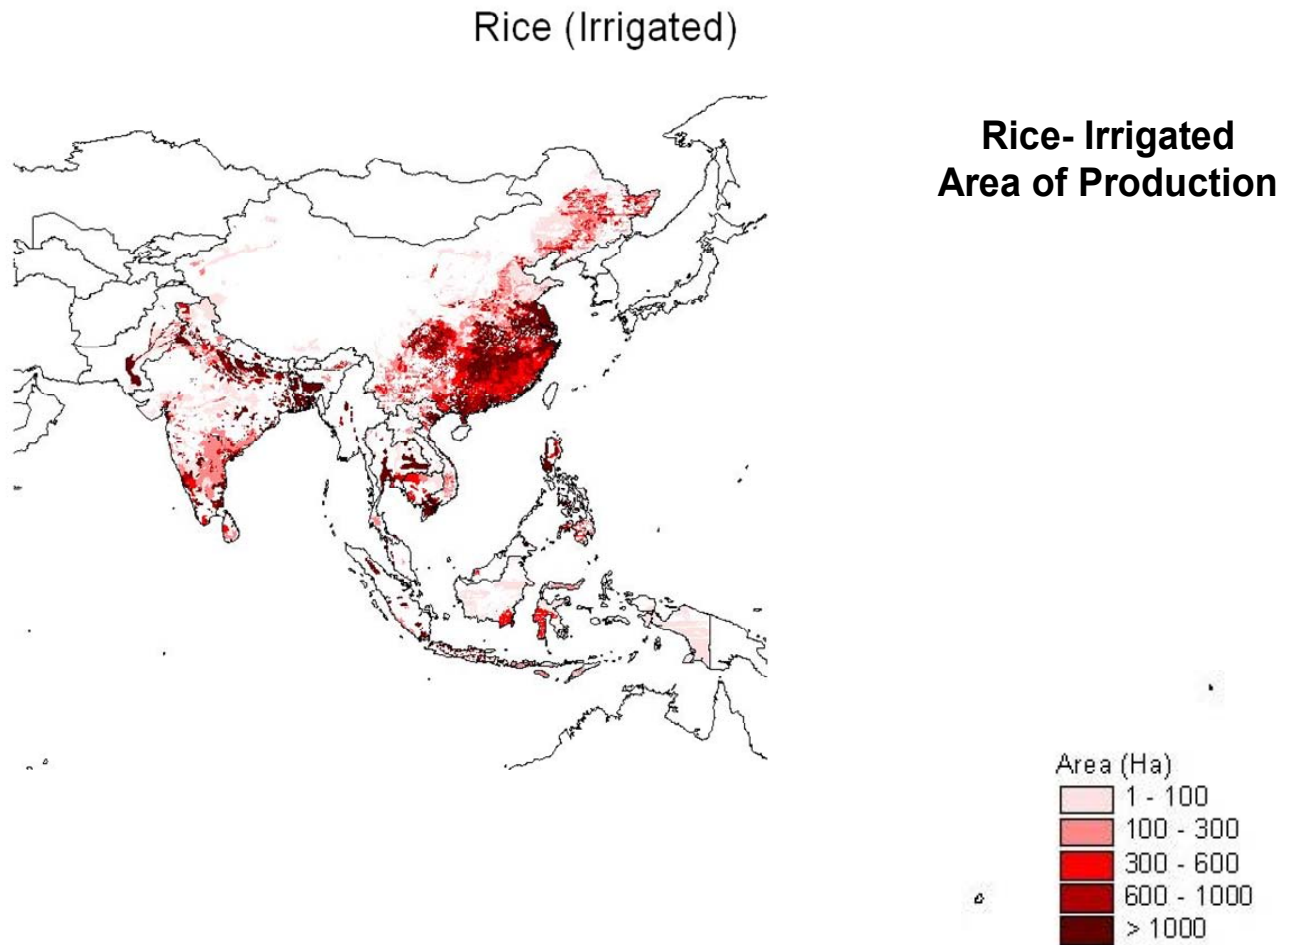 Rice (Irrigated)
Rice- Irrigated
Area of Production
Area (Ha)
1 - 100
100 - 300
300 - 600
600 - 1000
> 1000